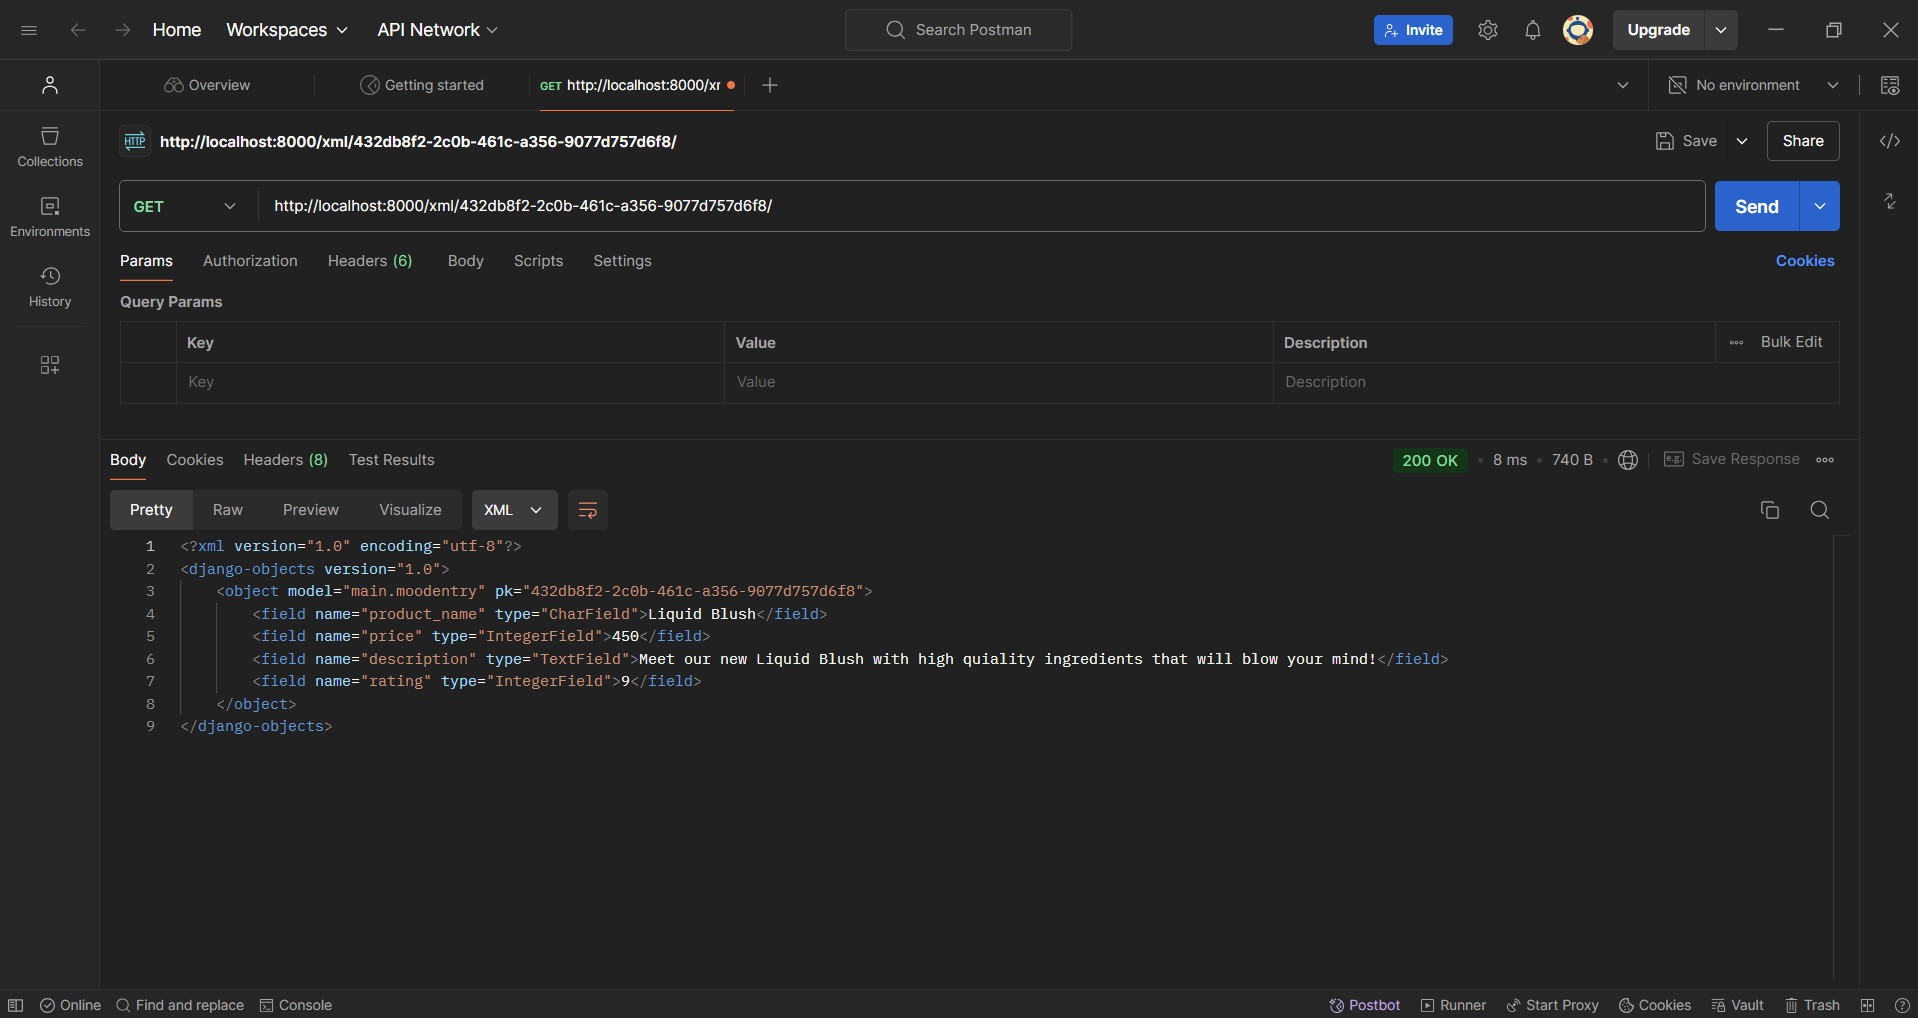 Home Workspaces API Network Search Postman Invite Upgrade
Overview Getting started GET http://localhost:8000/xr No environment
HTTP http://localhost:8000/xml/432db8f2-2c0b-461c-a356-9077d757d6f8/ Save Share
Collections
Environments
History
GET http://localhost:8000/xml/432db8f2-2c0b-461c-a356-9077d757d6f8/ Send
Params Authorization Headers (6) Body Scripts Settings Cookies
Query Params
Key Value Description Bulk Edit
Key Value Description
Body Cookies Headers (8) Test Results 200 OK 8 ms 740 B e.g. Save Response
Pretty Raw Preview Visualize XML
1 <?xml version="1.0" encoding="utf-8"?>
2 <django-objects version="1.0">
3 <object model="main.moodentry" pk="432db8f2-2c0b-461c-a356-9077d757d6f8">
4 <field name="product_name" type="CharField">Liquid Blush</field>
5 <field name="price" type="IntegerField">450</field>
6 <field name="description" type="TextField">Meet our new Liquid Blush with high quiality ingredients that will blow your mind!</field>
7 <field name="rating" type="IntegerField">9</field>
8 </object>
9 </django-objects>
Online Find and replace Console Postbot Runner Start Proxy Cookies Vault Trash